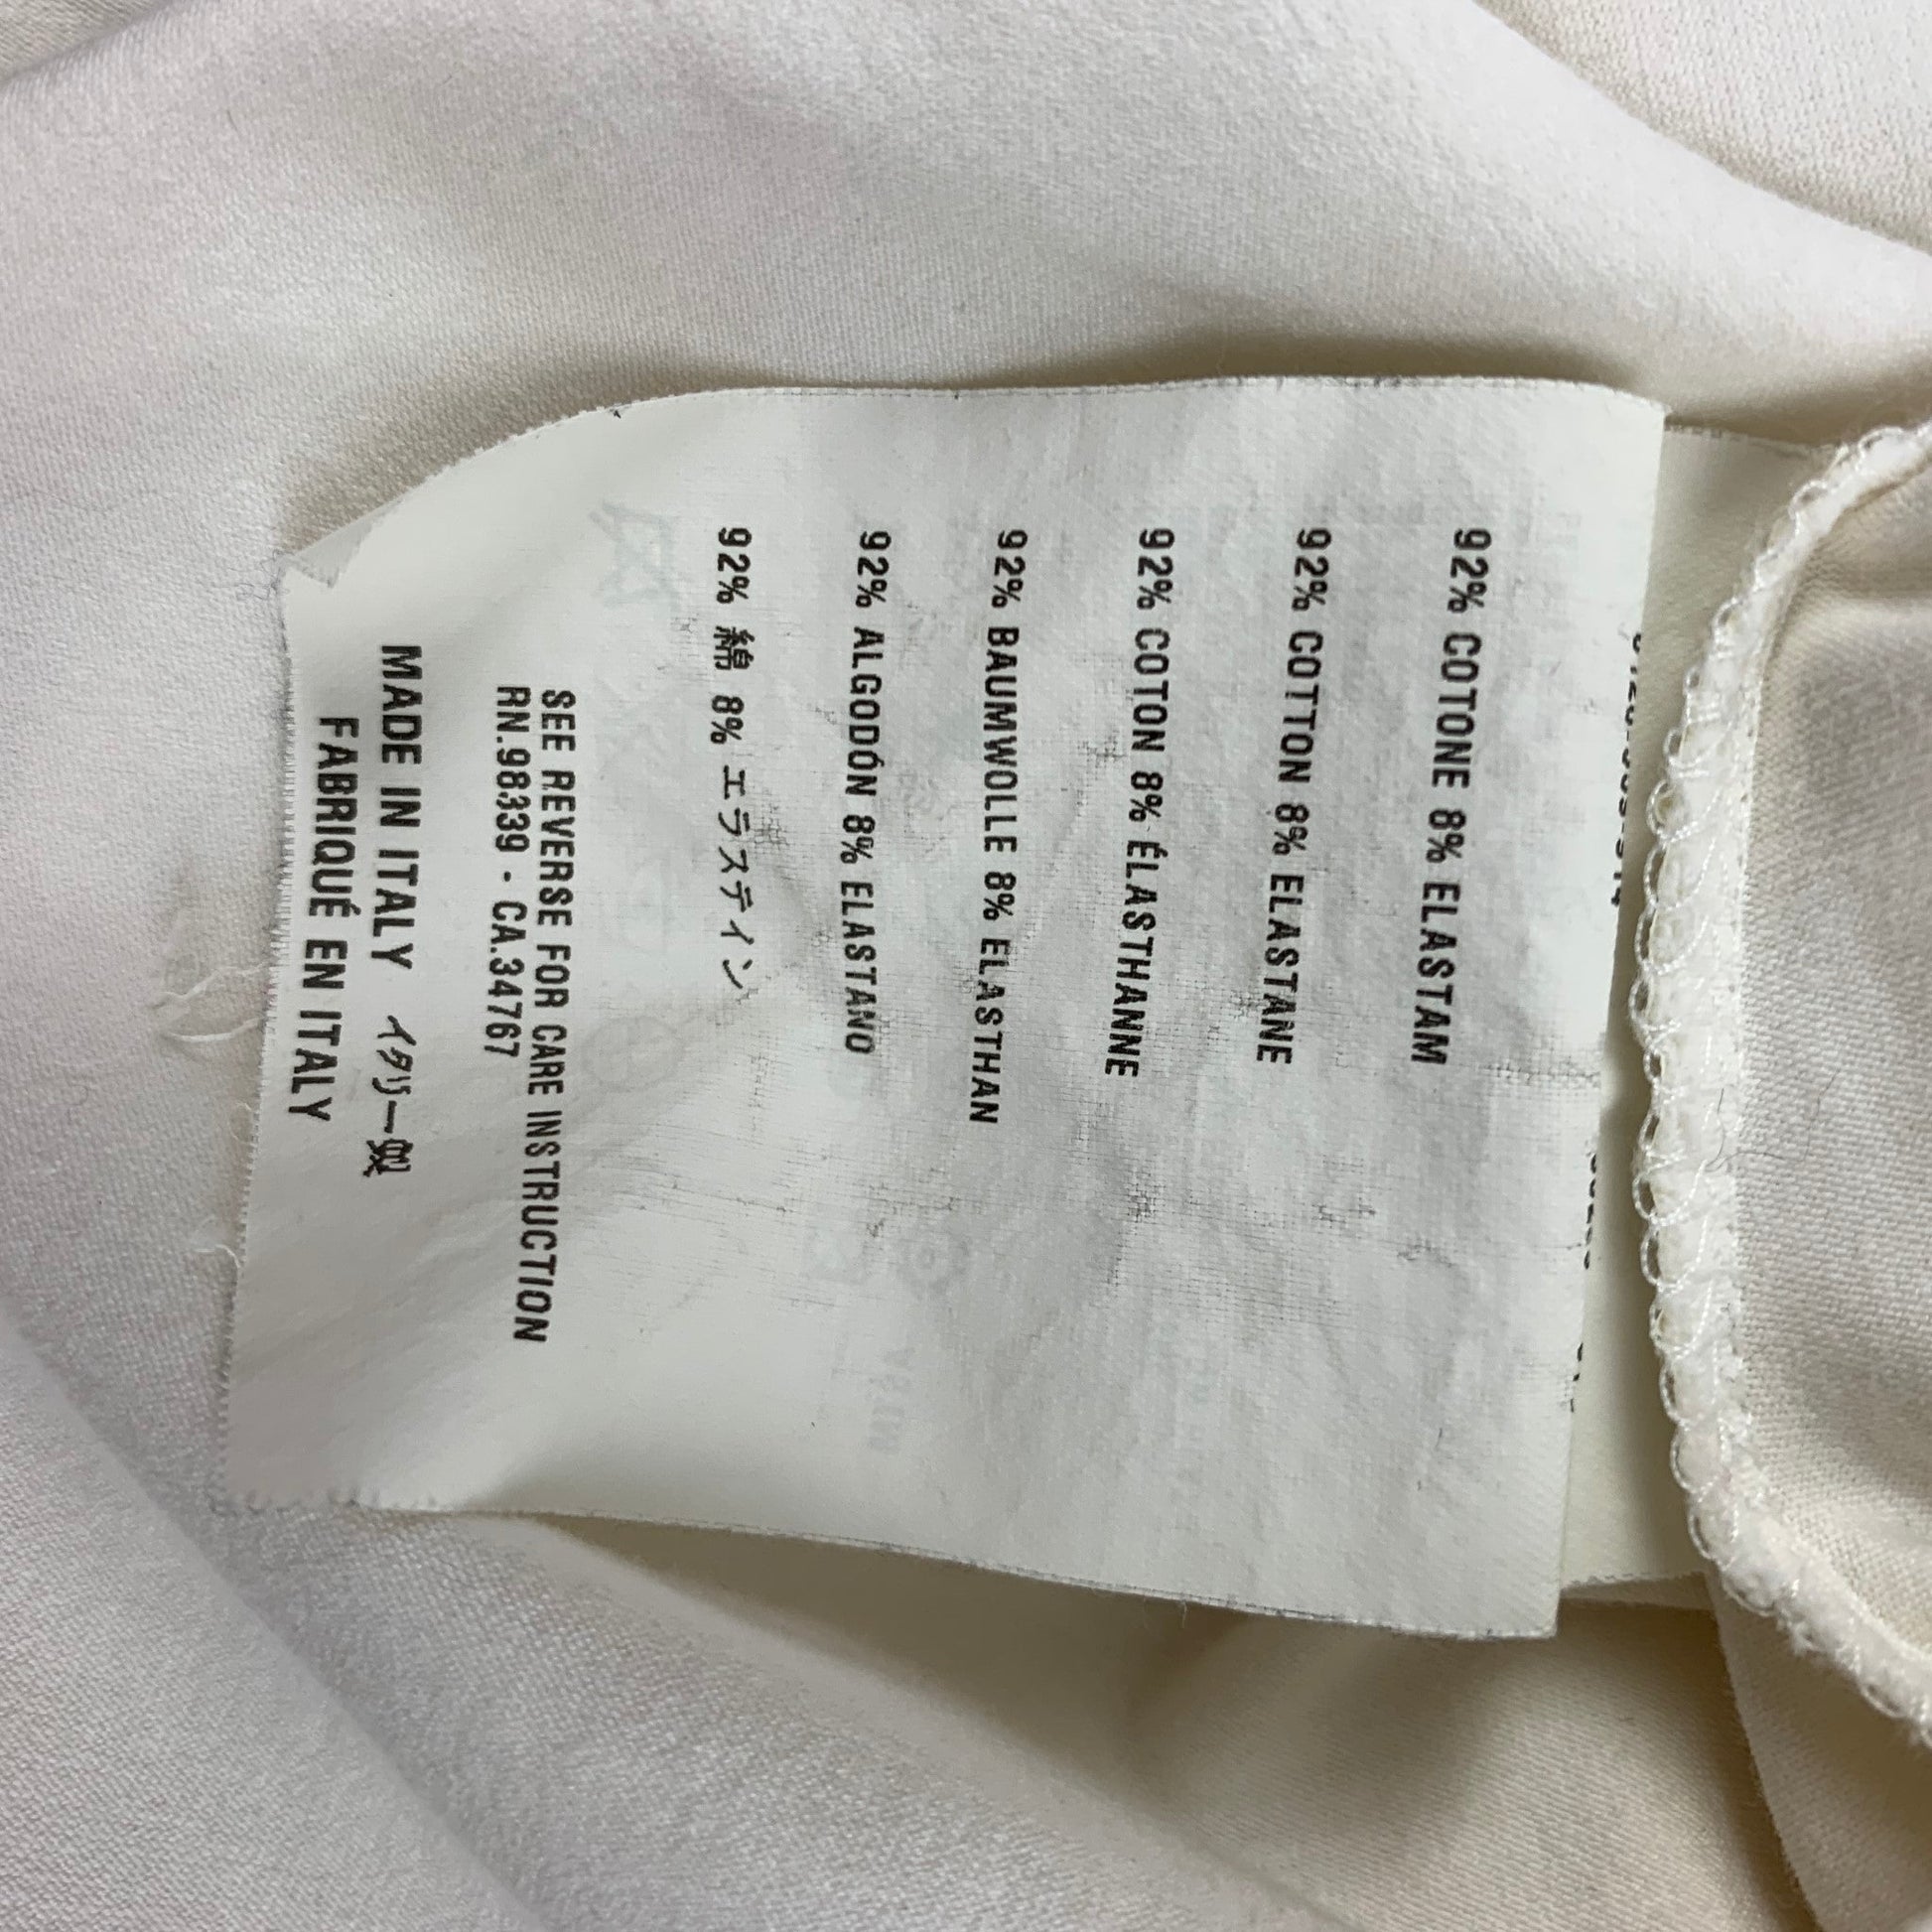 92% COTONE 8% ELASTAM
92% COTTON 8% ELASTANE
92% COTON 8% ÉLASTHANNE
92% BAUMWOLLE 8% ELASTHAN
92% ALGODÓN 8% ELASTANO
92% 綿 8% エラスティン
SEE REVERSE FOR CARE INSTRUCTION
RN.98339 - CA.34767
MADE IN ITALY イタリー製
FABRIQUÉ EN ITALY